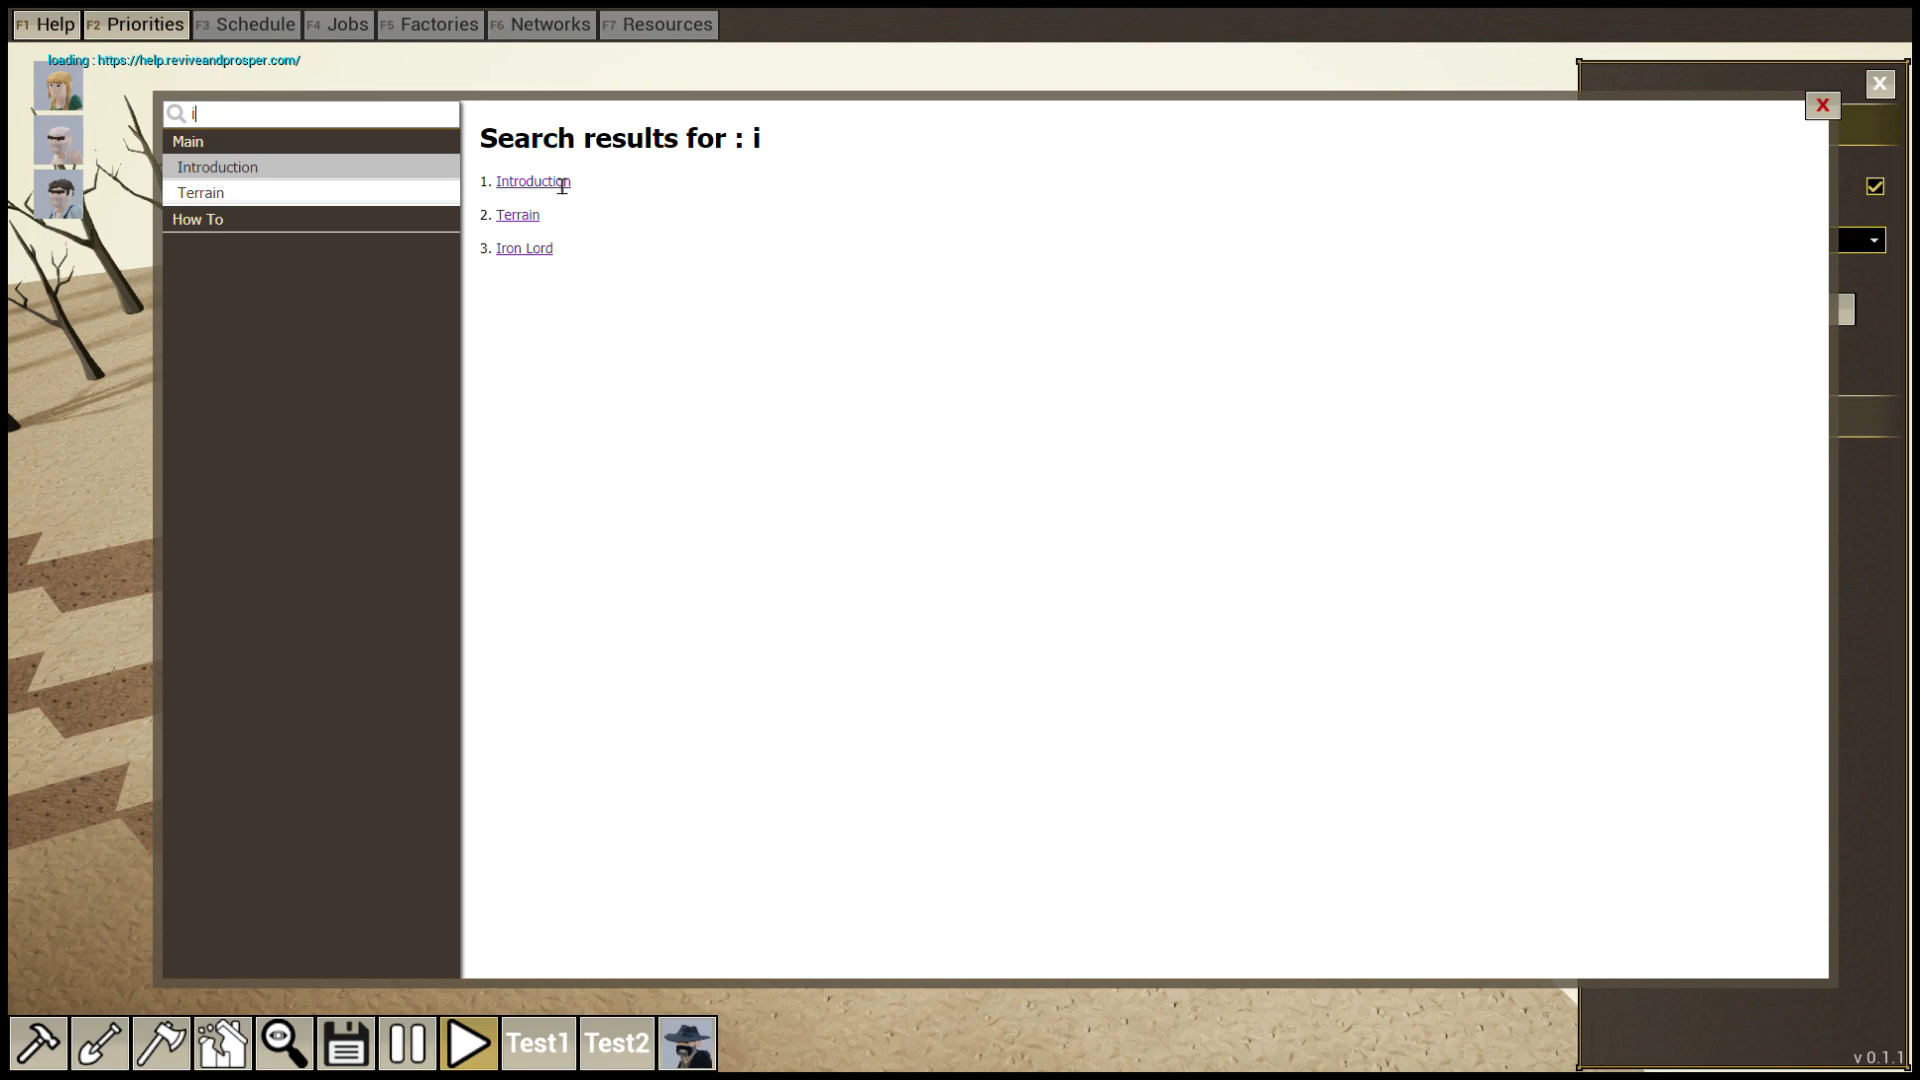 F1 Help F2 Priorities F3 Schedule F4 Jobs F5 Factories F6 Networks F7 Resources
loading : https://help.reviveandprosper.com/
X
X
i
Main
Introduction
Terrain
How To
Search results for : i
1. Introduction
2. Terrain
3. Iron Lord
Test1 Test2
v 0.1.1